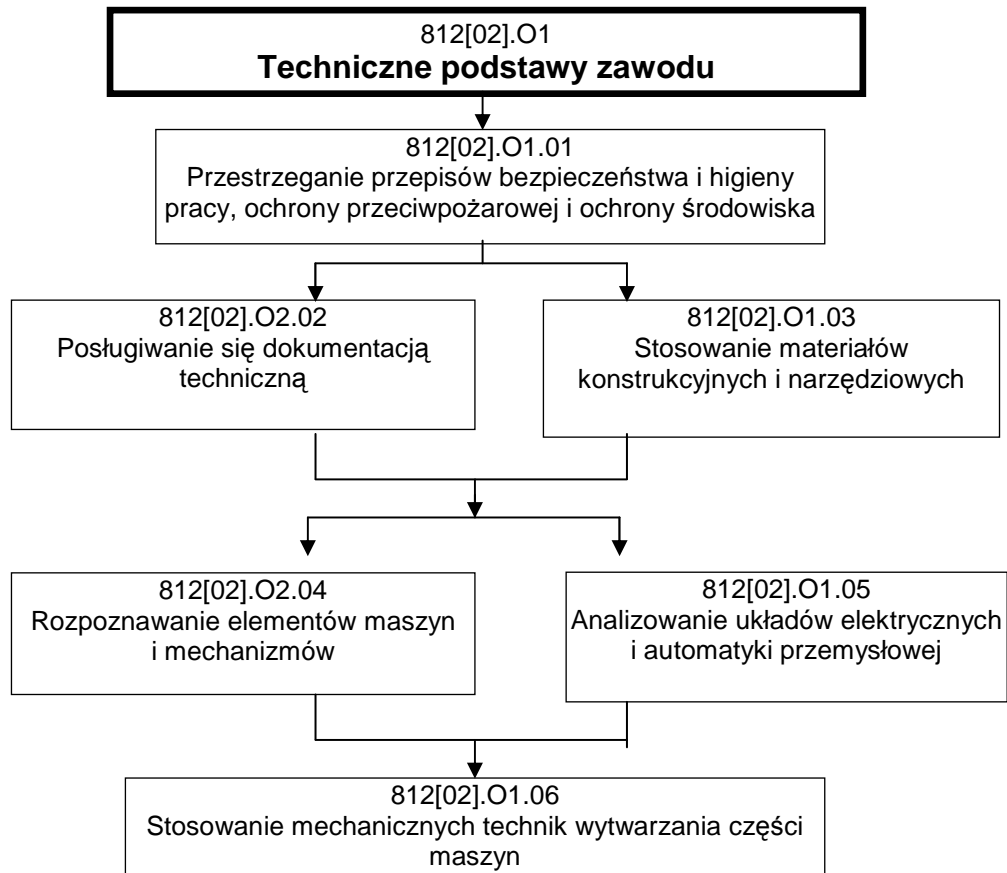 812[02].O1
Techniczne podstawy zawodu
812[02].O1.01
Przestrzeganie przepisów bezpieczeństwa i higieny
pracy, ochrony przeciwpożarowej i ochrony środowiska
812[02].O2.02
Posługiwanie się dokumentacją
techniczną
812[02].O1.03
Stosowanie materiałów
konstrukcyjnych i narzędziowych
812[02].O2.04
Rozpoznawanie elementów maszyn
i mechanizmów
812[02].O1.05
Analizowanie układów elektrycznych
i automatyki przemysłowej
812[02].O1.06
Stosowanie mechanicznych technik wytwarzania części
maszyn